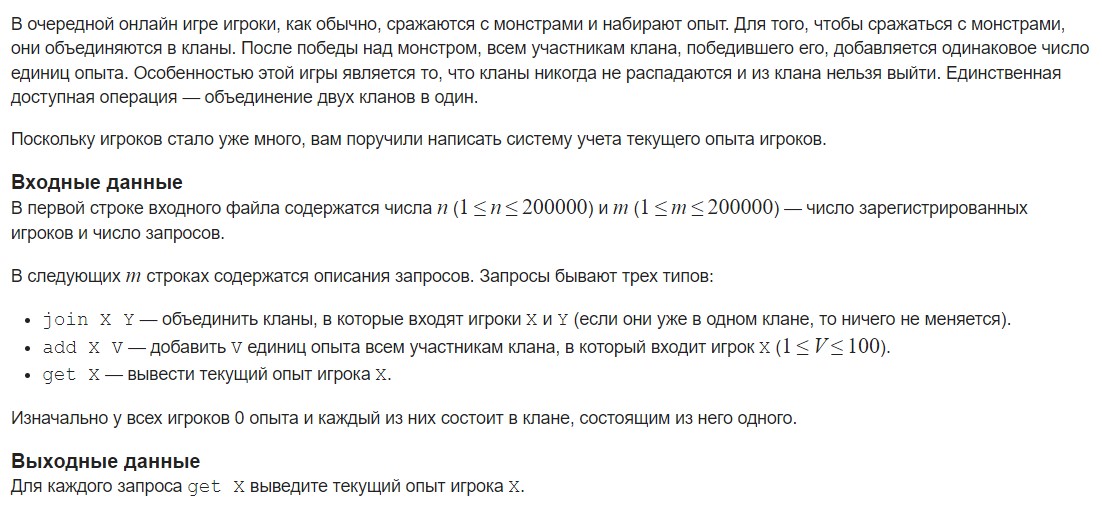 В очередной онлайн игре игроки, как обычно, сражаются с монстрами и набирают опыт. Для того, чтобы сражаться с монстрами,
они объединяются в кланы. После победы над монстром, всем участникам клана, победившего его, добавляется одинаковое число
единиц опыта. Особенностью этой игры является то, что кланы никогда не распадаются и из клана нельзя выйти. Единственная
доступная операция — объединение двух кланов в один.
Поскольку игроков стало уже много, вам поручили написать систему учета текущего опыта игроков.
Входные данные
В первой строке входного файла содержатся числа n (1 ≤ n ≤ 200000) и m (1 ≤ m ≤ 200000) — число зарегистрированных
игроков и число запросов.
В следующих m строках содержатся описания запросов. Запросы бывают трех типов:
• join X Y — объединить кланы, в которые входят игроки X и Y (если они уже в одном клане, то ничего не меняется).
• add X V — добавить V единиц опыта всем участникам клана, в который входит игрок X (1 ≤ V ≤ 100).
• get X — вывести текущий опыт игрока X.
Изначально у всех игроков 0 опыта и каждый из них состоит в клане, состоящим из него одного.
Выходные данные
Для каждого запроса get X выведите текущий опыт игрока X.